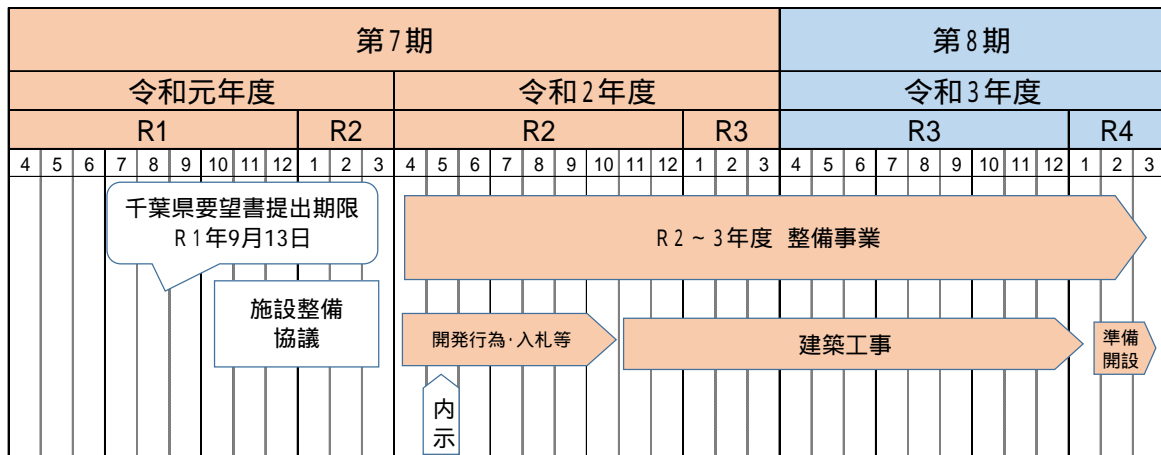 第7期 第8期
令和元年度 令和2年度 令和3年度
R1 R2 R2 R3 R3 R4
4 5 6 7 8 9 10 11 12 1 2 3 4 5 6 7 8 9 10 11 12 1 2 3 4 5 6 7 8 9 10 11 12 1 2 3
千葉県要望書提出期限
R1年9月13日
R2~3年度 整備事業
施設整備
協議
開発行為・入札等
建築工事
準備
開設
内
示